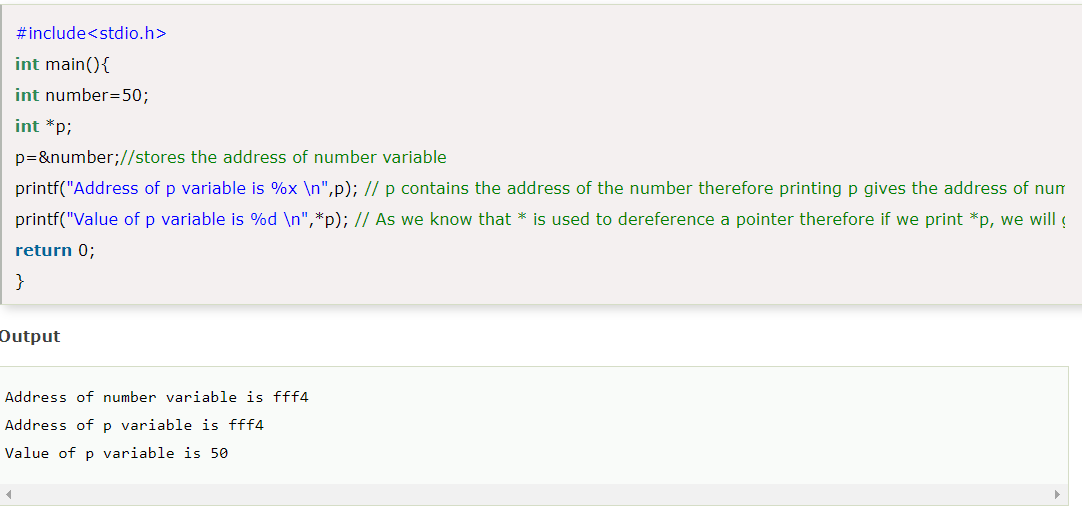 #include<stdio.h>
int main(){
int number=50;
int *p;
p=&number;//stores the address of number variable
printf("Address of p variable is %x \n",p); // p contains the address of the number therefore printing p gives the address of num
printf("Value of p variable is %d \n",*p); // As we know that * is used to dereference a pointer therefore if we print *p, we will
return 0;
}
Output
Address of number variable is fff4
Address of p variable is fff4
Value of p variable is 50